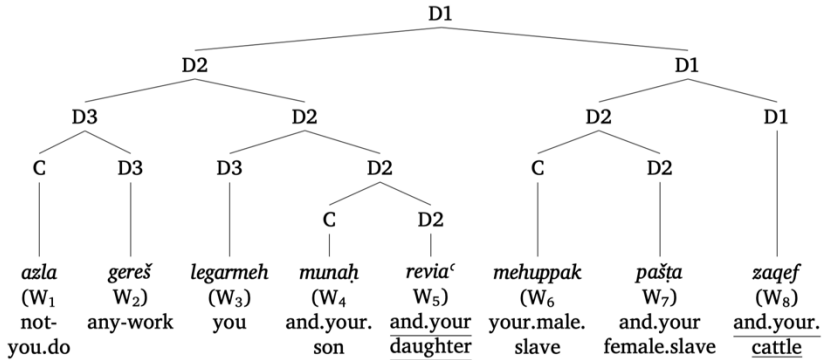 D1
D2 D1
D3 D2 D2 D1
C D3 D3 D2 C D2
C D2
azla gereš legarmeh munaḥ reviaʿ mehuppak pašṭa zaqef
(W₁ W₂) (W₃) (W₄ W₅) (W₆ W₇) (W₈)
not- any-work you and.your. and.your your.male. and.your and.your.
you.do son daughter slave female.slave cattle